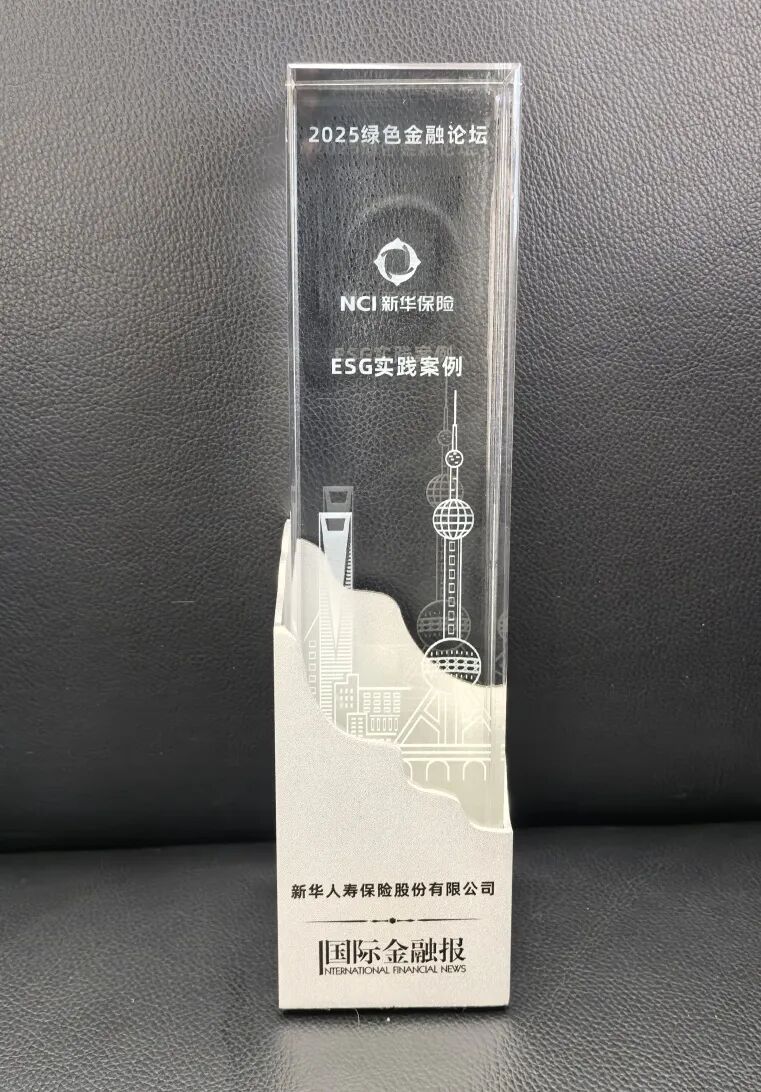 2025绿色金融论坛
NCI 新华保险
ESG实践案例
新华人寿保险股份有限公司
国际金融报
INTERNATIONAL FINANCIAL NEWS